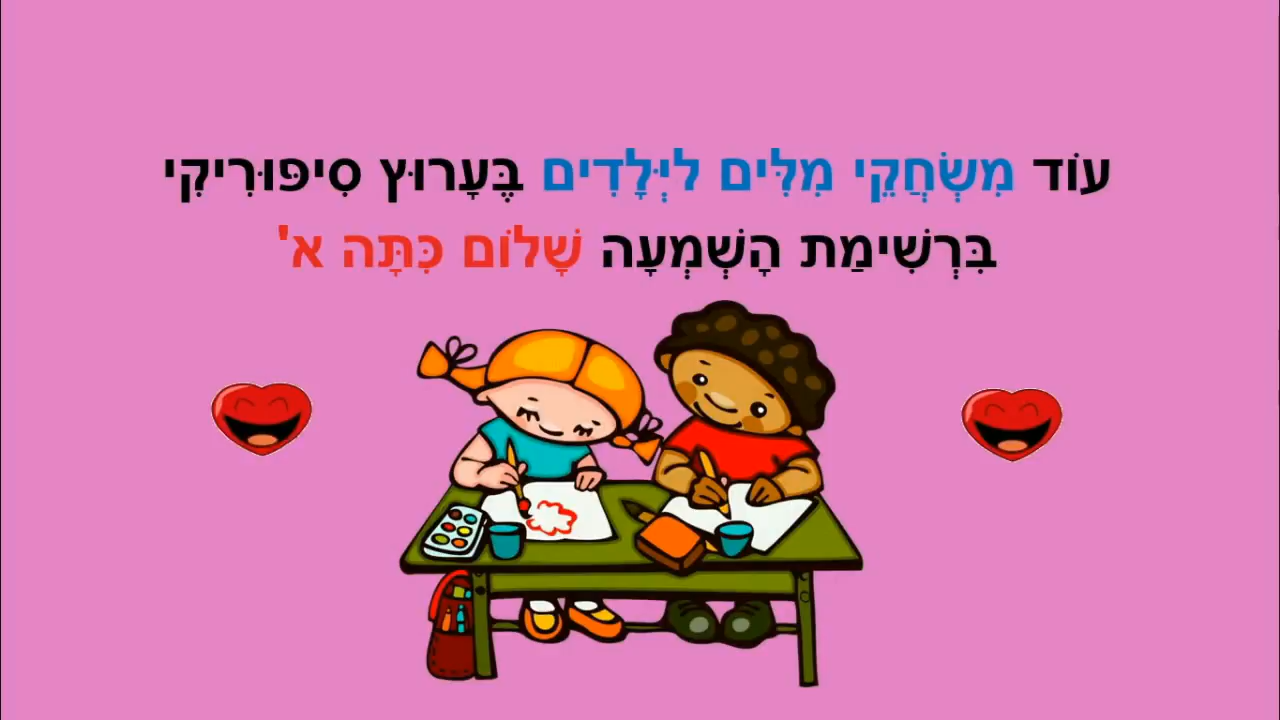 עוֹד מִשְׂחֲקֵי מִלִּים לִיְּלָדִים בֶּעָרוּץ סִיפּוּרִיקִי
בִּרְשִׁימַת הָשְׁמְעָה שָׁלוֹם כִּתָּה א'